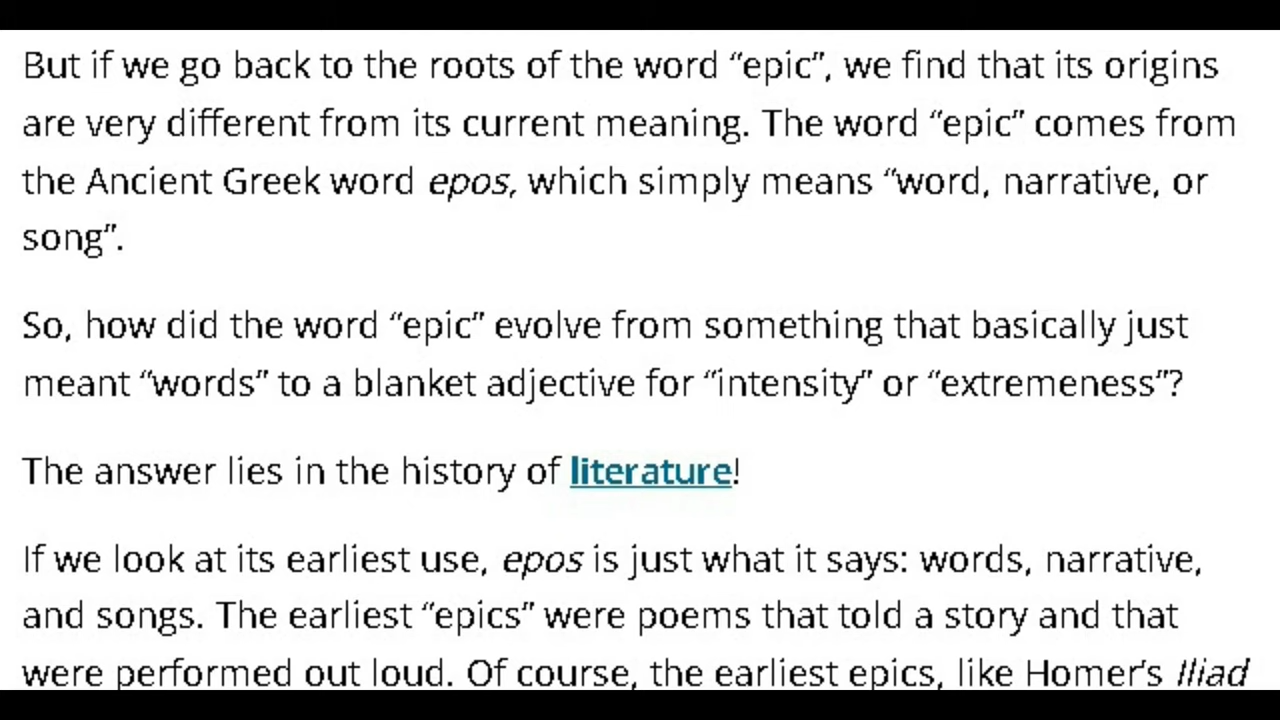 But if we go back to the roots of the word “epic”, we find that its origins
are very different from its current meaning. The word “epic” comes from
the Ancient Greek word epos, which simply means “word, narrative, or
song”.
So, how did the word “epic” evolve from something that basically just
meant “words” to a blanket adjective for “intensity” or “extremeness”?
The answer lies in the history of literature!
If we look at its earliest use, epos is just what it says: words, narrative,
and songs. The earliest “epics” were poems that told a story and that
were performed out loud. Of course, the earliest epics, like Homer’s Iliad